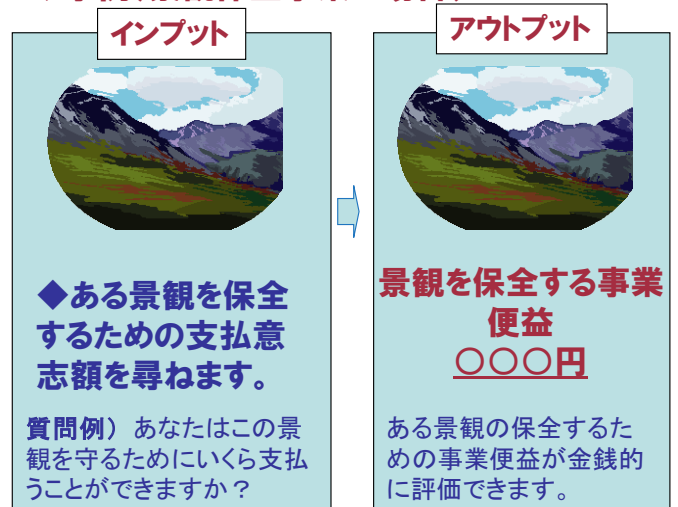 インプット
◆ある景観を保全
するための支払意
志額を尋ねます。
質問例）あなたはこの景
観を守るためにいくら支払
うことができますか？
アウトプット
景観を保全する事業
便益
○○○円
ある景観の保全するた
めの事業便益が金銭的
に評価できます。